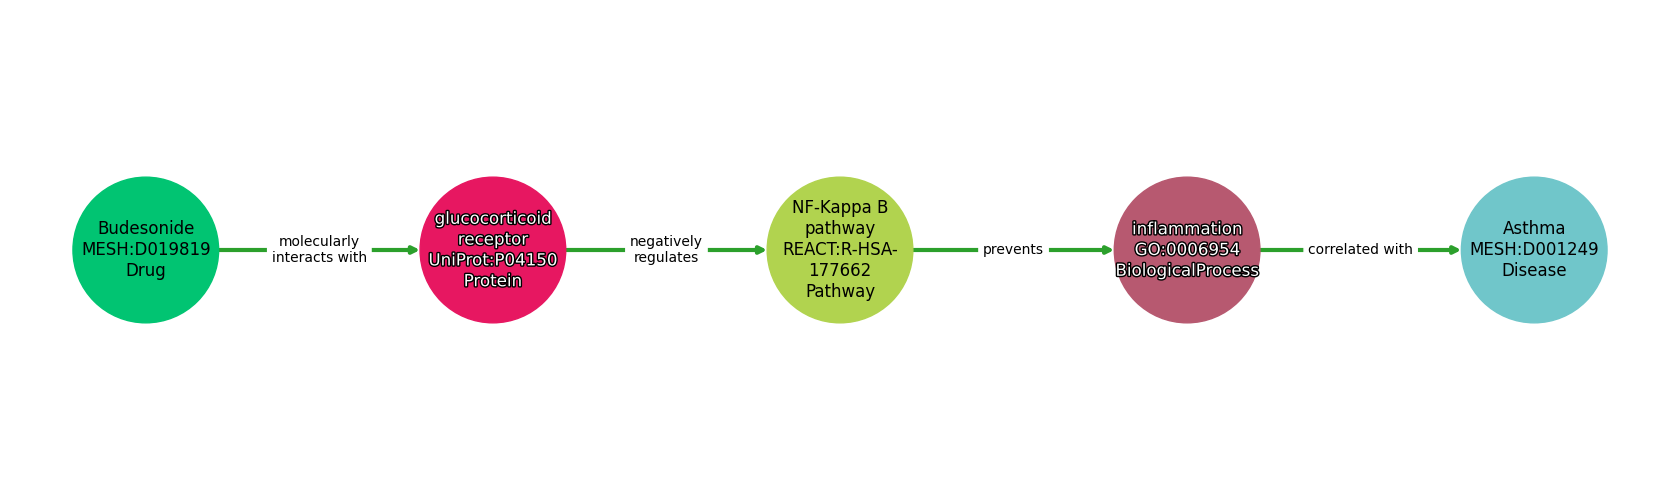 Budesonide
MESH:D019819
Drug
molecularly
interacts with
glucocorticoid
receptor
UniProt:P04150
Protein
negatively
regulates
NF-Kappa B
pathway
REACT:R-HSA-
177662
Pathway
prevents
inflammation
GO:0006954
BiologicalProcess
correlated with
Asthma
MESH:D001249
Disease